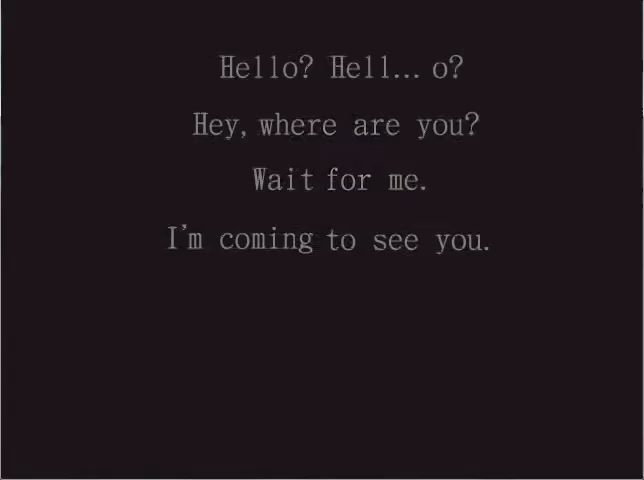 Hello? Hell... o?
Hey, where are you?
Wait for me.
I'm coming to see you.